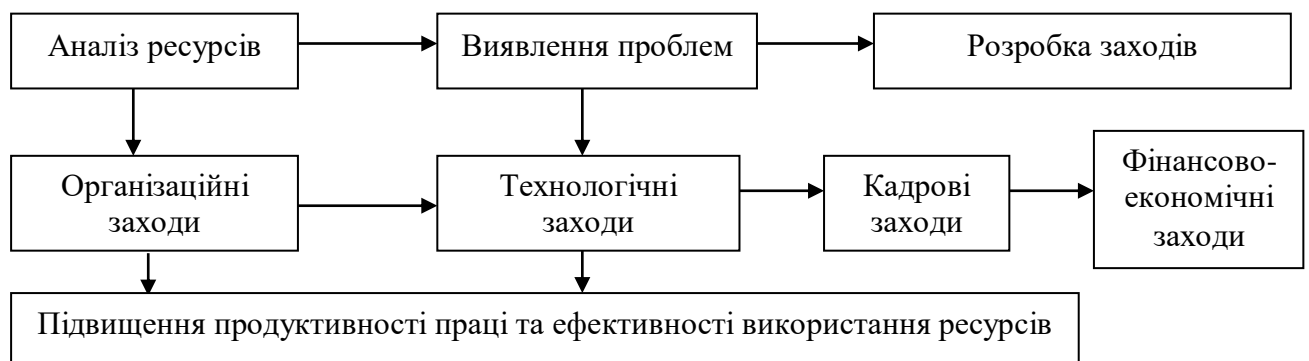 Аналіз ресурсів
Виявлення проблем
Розробка заходів
Організаційні
заходи
Технологічні
заходи
Кадрові
заходи
Фінансово-
економічні
заходи
Підвищення продуктивності праці та ефективності використання ресурсів